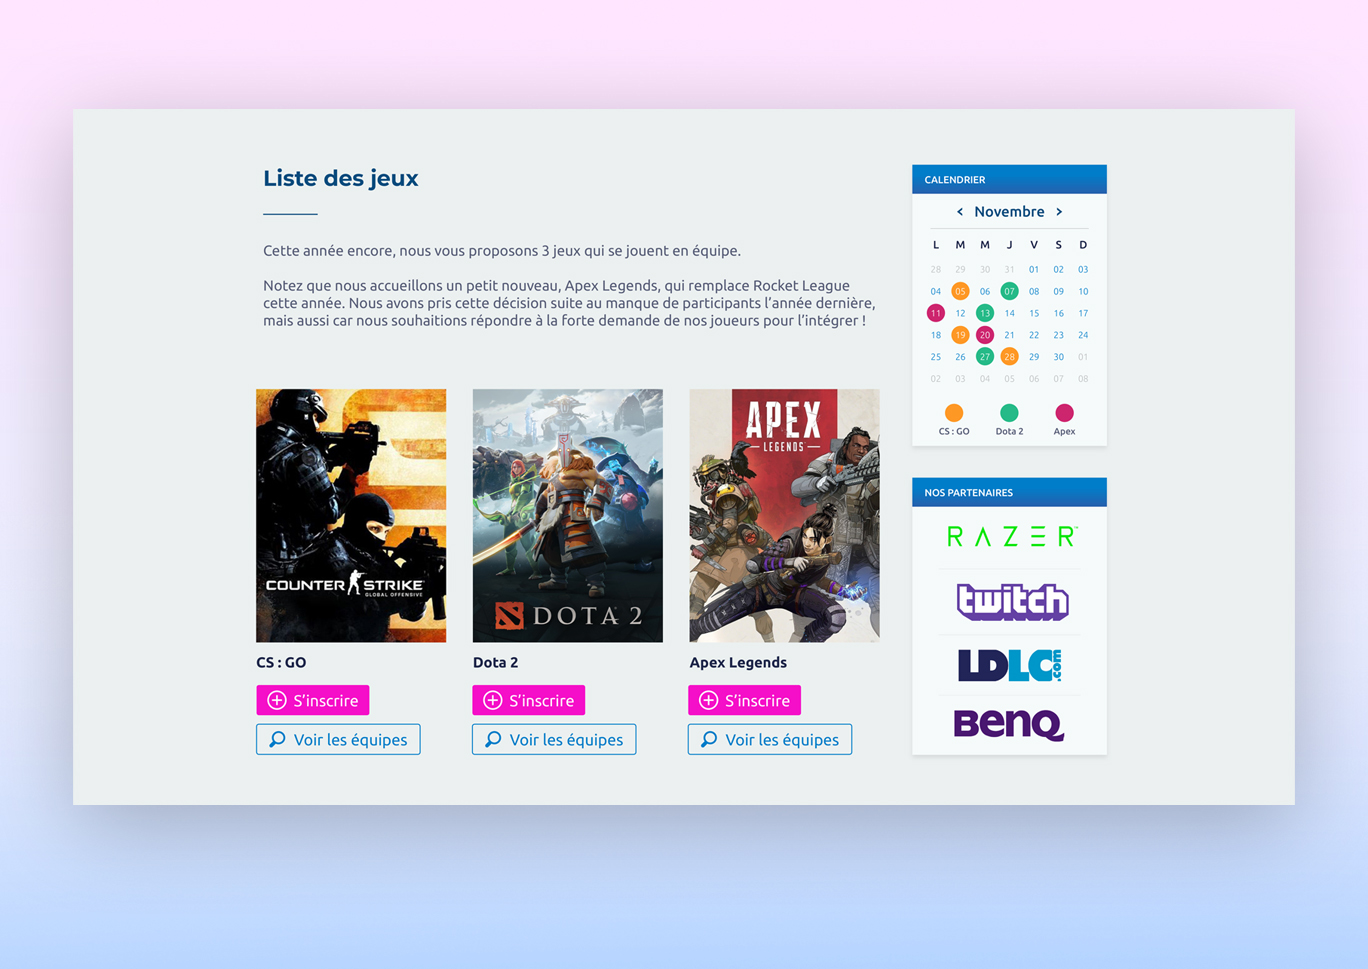 Liste des jeux
Cette année encore, nous vous proposons 3 jeux qui se jouent en équipe.
Notez que nous accueillons un petit nouveau, Apex Legends, qui remplace Rocket League
cette année. Nous avons pris cette décision suite au manque de participants l’année dernière,
mais aussi car nous souhaitions répondre à la forte demande de nos joueurs pour l’intégrer !
COUNTER STRIKE
GLOBAL OFFENSIVE
CS : GO
S’inscrire
Voir les équipes
DOTA 2
Dota 2
S’inscrire
Voir les équipes
APEX
LEGENDS
Apex Legends
S’inscrire
Voir les équipes
CALENDRIER
< Novembre >
L M M J V S D
28 29 30 31 01 02 03
04 05 06 07 08 09 10
11 12 13 14 15 16 17
18 19 20 21 22 23 24
25 26 27 28 29 30 01
02 03 04 05 06 07 08
CS : GO Dota 2 Apex
NOS PARTENAIRES
RAZER™
twitch
LDLC.com
BenQ